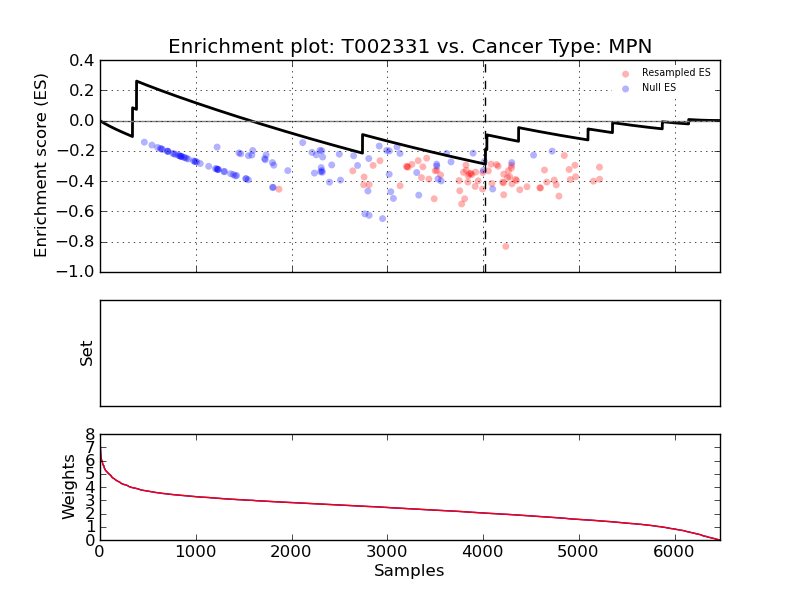 Enrichment plot: T002331 vs. Cancer Type: MPN
Enrichment score (ES)
0.4
0.2
0.0
−0.2
−0.4
−0.6
−0.8
−1.0
Resampled ES
Null ES
Set
Weights
8
7
6
5
4
3
2
1
0
0 1000 2000 3000 4000 5000 6000
Samples